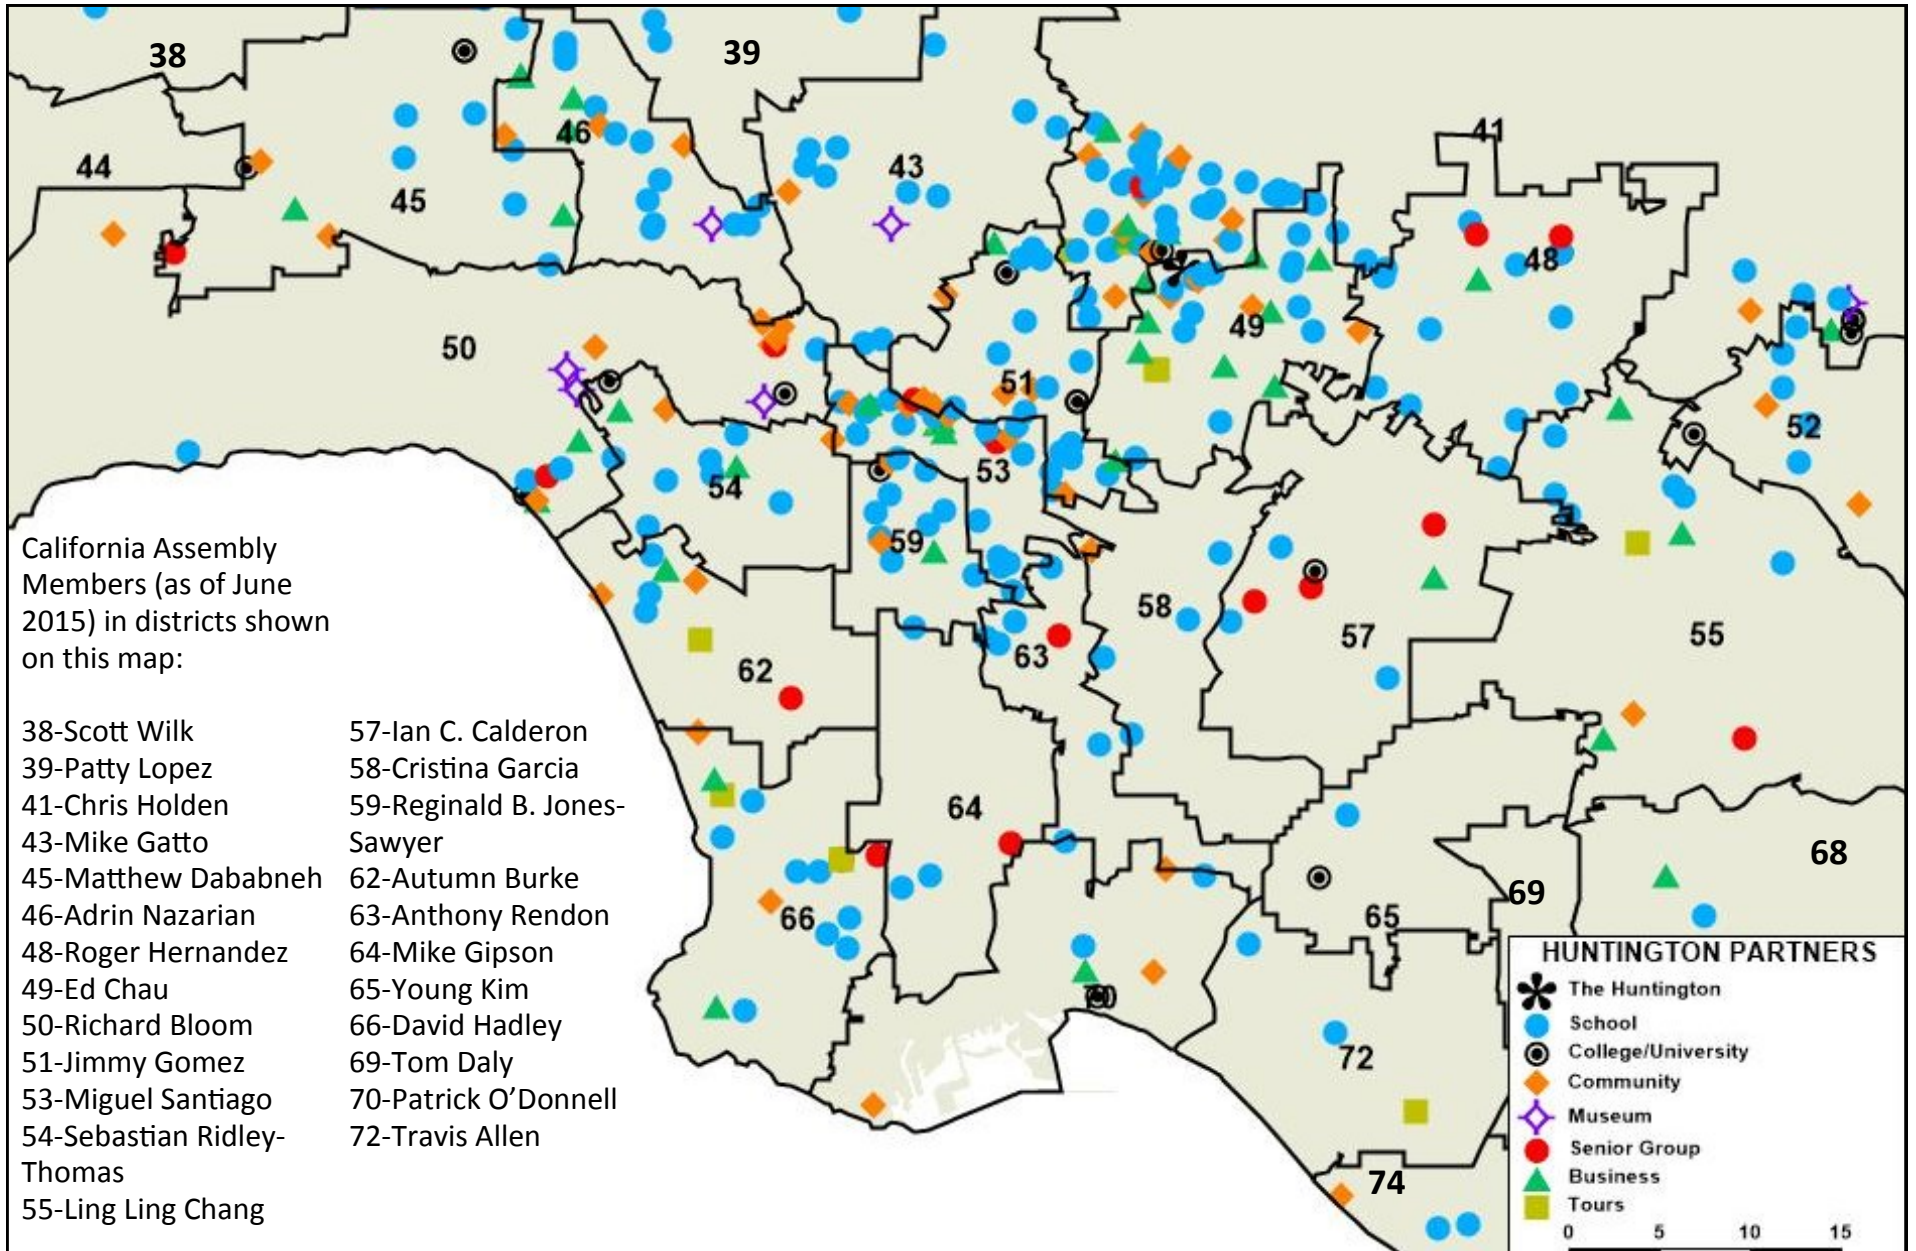 38
39
41
44
45
46
43
48
50
49
51
52
53
54
59
58
57
55
63
62
64
66
65
69
68
70
72
74
California Assembly
Members (as of June
2015) in districts shown
on this map:
38-Scott Wilk
39-Patty Lopez
41-Chris Holden
43-Mike Gatto
45-Matthew Dababneh
46-Adrin Nazarian
48-Roger Hernandez
49-Ed Chau
50-Richard Bloom
51-Jimmy Gomez
53-Miguel Santiago
54-Sebastian Ridley-
Thomas
55-Ling Ling Chang
57-Ian C. Calderon
58-Cristina Garcia
59-Reginald B. Jones-
Sawyer
62-Autumn Burke
63-Anthony Rendon
64-Mike Gipson
65-Young Kim
66-David Hadley
69-Tom Daly
70-Patrick O’Donnell
72-Travis Allen
HUNTINGTON PARTNERS
The Huntington
School
College/University
Community
Museum
Senior Group
Business
Tours
0 5 10 15